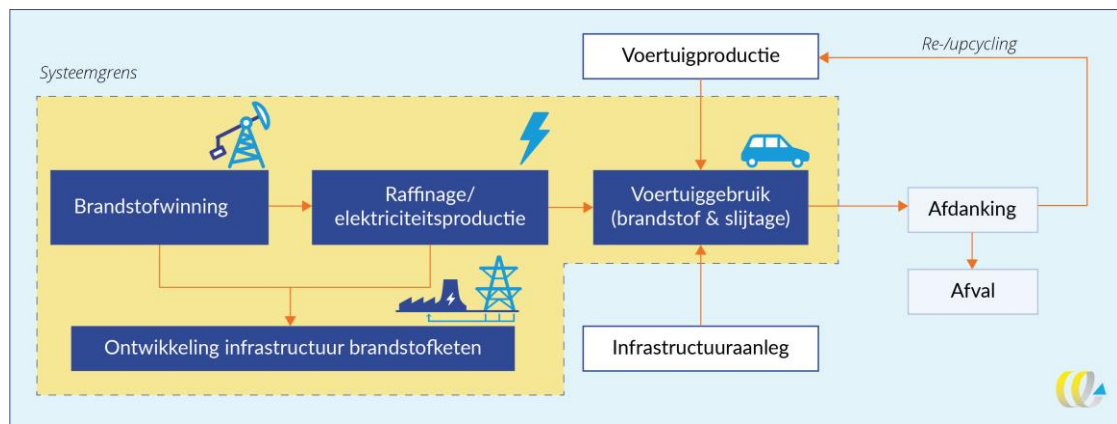 Re-/upcycling
Voertuigproductie
Systeemgrens
Brandstofwinning
Raffinage/
elektriciteitsproductie
Voertuiggebruik
(brandstof & slijtage)
Afdanking
Afval
Ontwikkeling infrastructuur brandstofketen
Infrastructuuraanleg